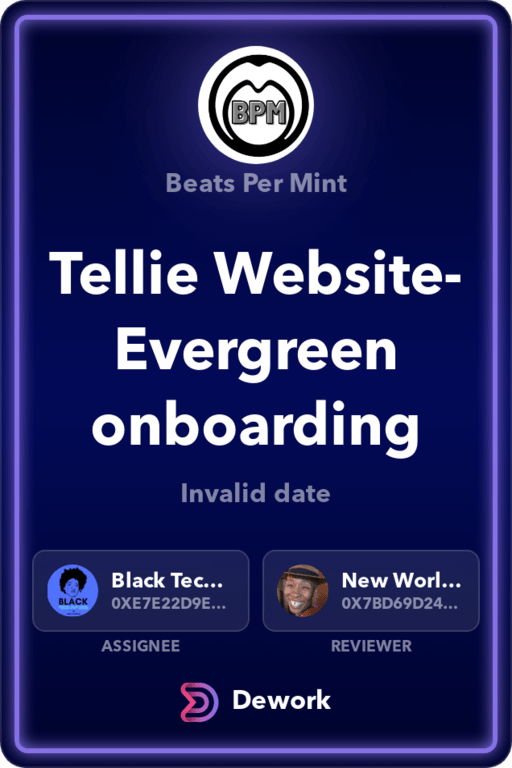 BPM
Beats Per Mint
Tellie Website-
Evergreen
onboarding
Invalid date
BLACK
Black Tec...
0XE7E22D9E...
New Worl...
0X7BD69D24...
ASSIGNEE
REVIEWER
Dework